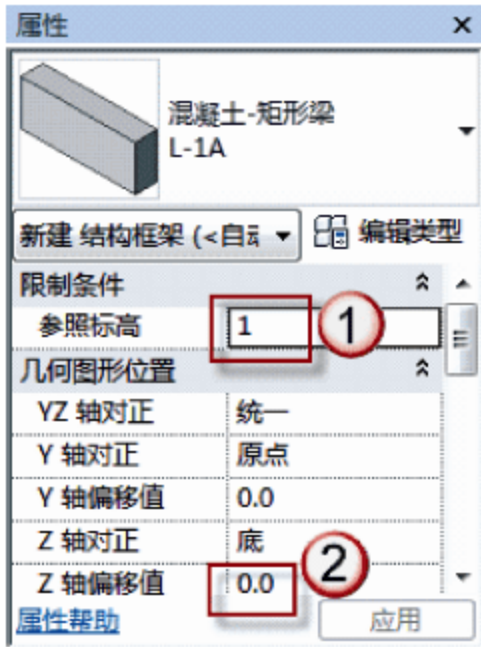 属性
混凝土-矩形梁
L-1A
新建 结构框架 (<自动 编辑类型
限制条件
参照标高 1 1
几何图形位置
YZ 轴对正 统一
Y 轴对正 原点
Y 轴偏移值 0.0
Z 轴对正 底
Z 轴偏移值 0.0 2
属性帮助 应用